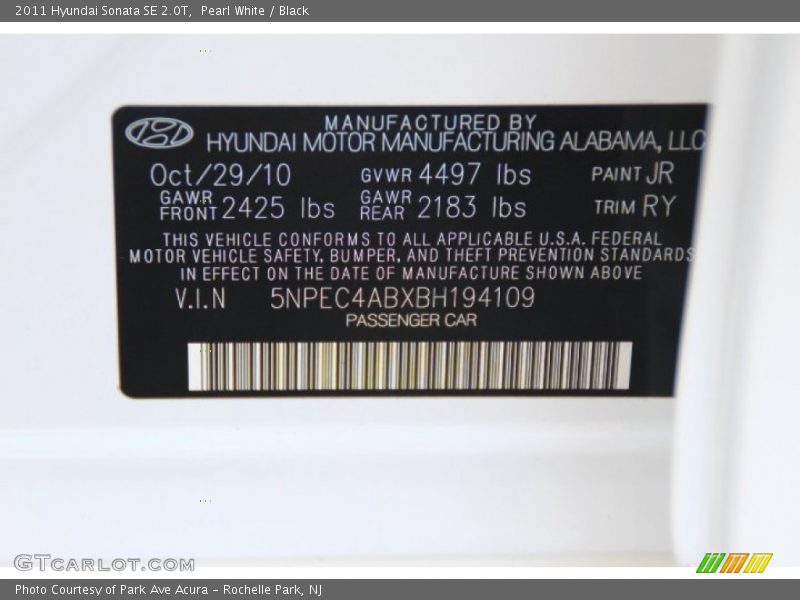 2011 Hyundai Sonata SE 2.0T, Pearl White / Black
MANUFACTURED BY
HYUNDAI MOTOR MANUFACTURING ALABAMA, LLC
Oct/29/10 GVWR 4497 lbs PAINT JR
GAWR FRONT 2425 lbs GAWR REAR 2183 lbs TRIM RY
THIS VEHICLE CONFORMS TO ALL APPLICABLE U.S.A. FEDERAL
MOTOR VEHICLE SAFETY, BUMPER, AND THEFT PREVENTION STANDARDS
IN EFFECT ON THE DATE OF MANUFACTURE SHOWN ABOVE
V.I.N 5NPEC4ABXBH194109
PASSENGER CAR
GTCARLOT.COM
Photo Courtesy of Park Ave Acura - Rochelle Park, NJ